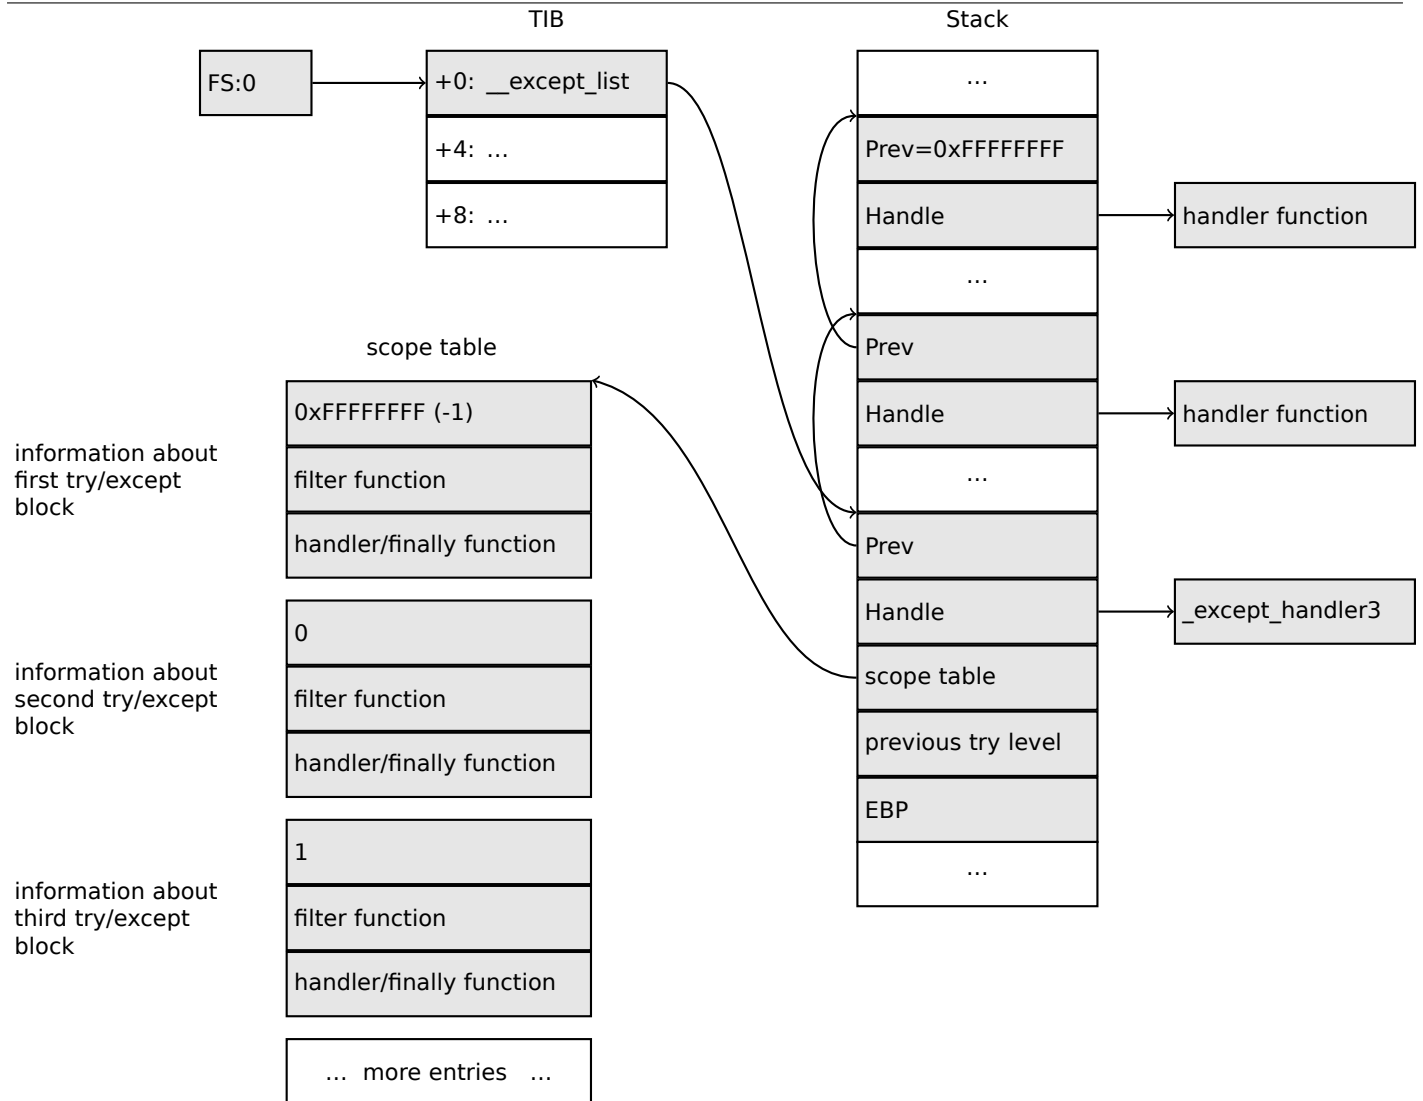 TIB
Stack
FS:0
+0: __except_list
+4: ...
+8: ...
...
Prev=0xFFFFFFFF
Handle
handler function
...
Prev
Handle
handler function
...
Prev
Handle
_except_handler3
scope table
previous try level
EBP
...
scope table
information about
first try/except
block
0xFFFFFFFF (-1)
filter function
handler/finally function
information about
second try/except
block
0
filter function
handler/finally function
information about
third try/except
block
1
filter function
handler/finally function
... more entries ...